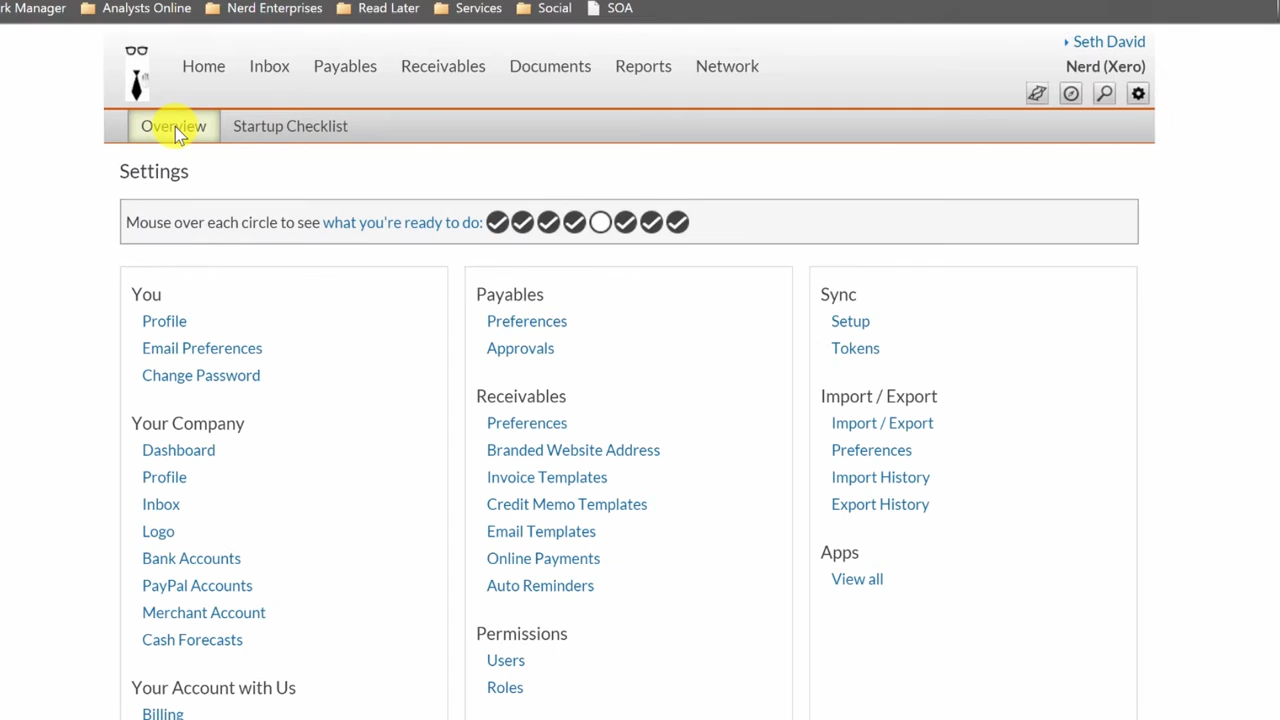 rk Manager Analysts Online Nerd Enterprises Read Later Services Social SOA
Seth David
Home Inbox Payables Receivables Documents Reports Network
Nerd (Xero)
Overview Startup Checklist
Settings
Mouse over each circle to see what you're ready to do:
You
Profile
Email Preferences
Change Password
Your Company
Dashboard
Profile
Inbox
Logo
Bank Accounts
PayPal Accounts
Merchant Account
Cash Forecasts
Your Account with Us
Billing
Payables
Preferences
Approvals
Receivables
Preferences
Branded Website Address
Invoice Templates
Credit Memo Templates
Email Templates
Online Payments
Auto Reminders
Permissions
Users
Roles
Sync
Setup
Tokens
Import / Export
Import / Export
Preferences
Import History
Export History
Apps
View all